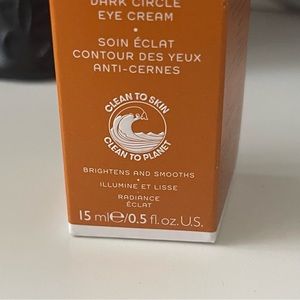 DARK CIRCLE
EYE CREAM
SOIN ÉCLAT
CONTOUR DES YEUX
ANTI-CERNES
CLEAN TO SKIN
CLEAN TO PLANET
BRIGHTENS AND SMOOTHS
ILLUMINE ET LISSE
RADIANCE
ÉCLAT
15 ml℮/0.5 fl.oz.U.S.